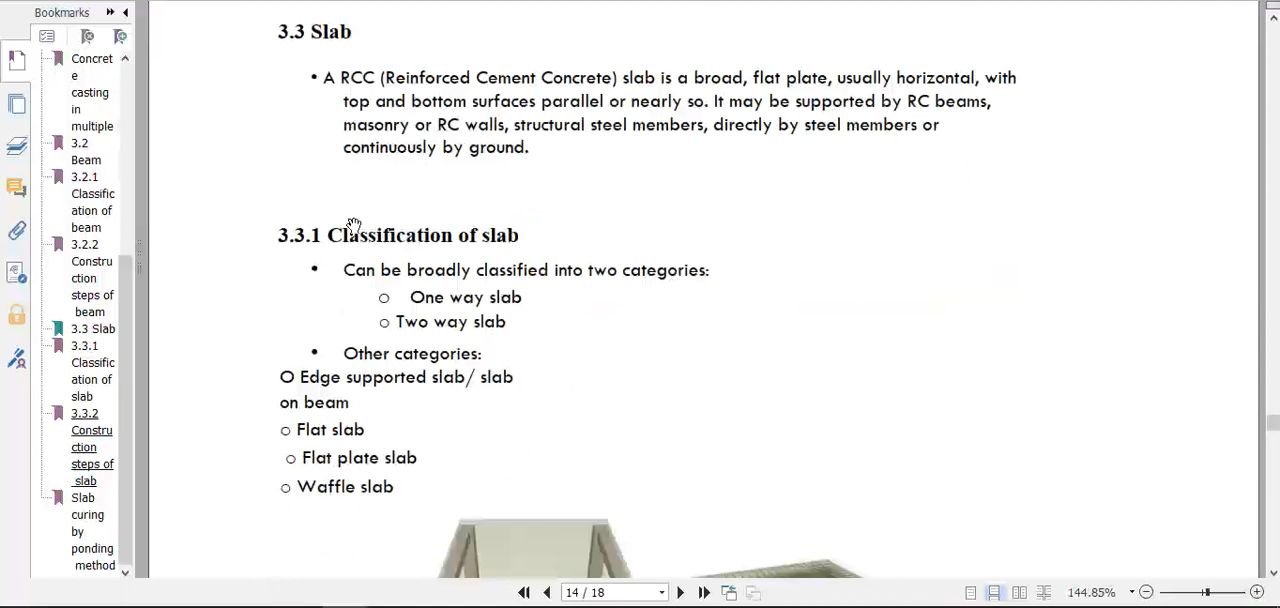 Bookmarks
Concret
e
casting
in
multiple
3.2
Beam
3.2.1
Classific
ation of
beam
3.2.2
Constru
ction
steps of
beam
3.3 Slab
3.3.1
Classific
ation of
slab
3.3.2
Constru
ction
steps of
slab
Slab
curing
by
ponding
method
3.3 Slab
• A RCC (Reinforced Cement Concrete) slab is a broad, flat plate, usually horizontal, with
top and bottom surfaces parallel or nearly so. It may be supported by RC beams,
masonry or RC walls, structural steel members, directly by steel members or
continuously by ground.
3.3.1 Classification of slab
• Can be broadly classified into two categories:
o One way slab
o Two way slab
• Other categories:
O Edge supported slab/ slab
on beam
o Flat slab
o Flat plate slab
o Waffle slab
14 / 18
144.85%